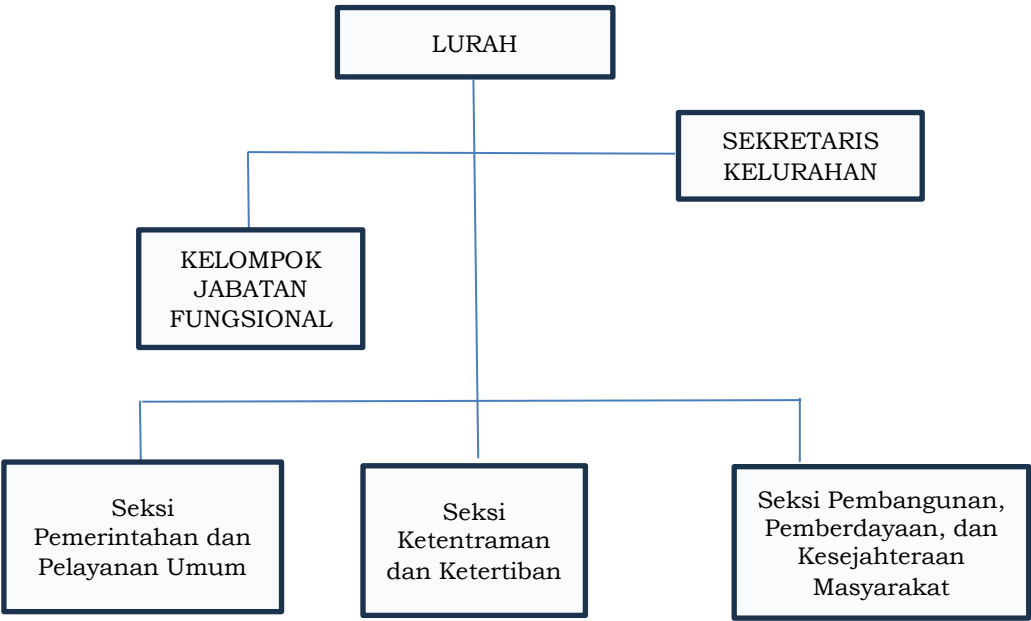 LURAH
SEKRETARIS
KELURAHAN
KELOMPOK
JABATAN
FUNGSIONAL
Seksi
Pemerintahan dan
Pelayanan Umum
Seksi
Ketentraman
dan Ketertiban
Seksi Pembangunan,
Pemberdayaan, dan
Kesejahteraan
Masyarakat